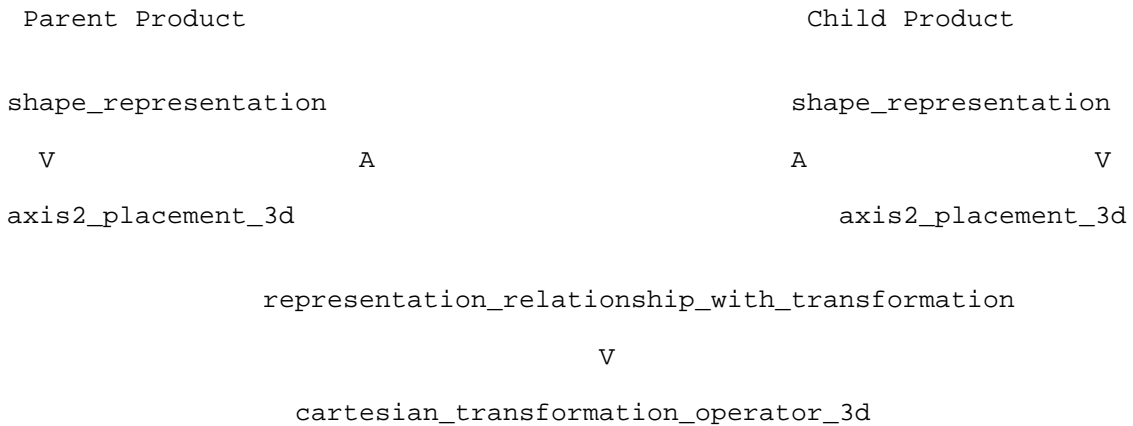 Parent Product Child Product
shape_representation shape_representation
V A A V
axis2_placement_3d axis2_placement_3d
representation_relationship_with_transformation
V
cartesian_transformation_operator_3d